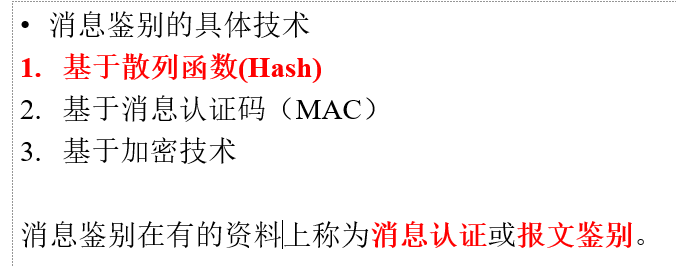 • 消息鉴别的具体技术
1. 基于散列函数(Hash)
2. 基于消息认证码（MAC）
3. 基于加密技术
消息鉴别在有的资料上称为消息认证或报文鉴别。